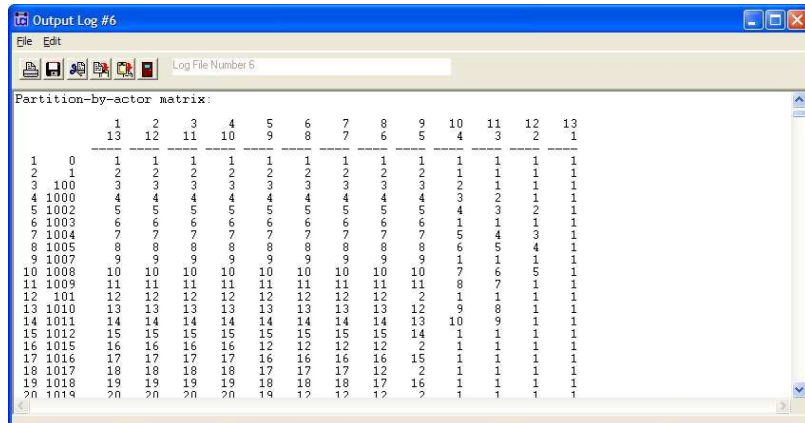 Output Log #6
File Edit
Log File Number 6
Partition-by-actor matrix:
1 2 3 4 5 6 7 8 9 10 11 12 13
13 12 11 10 9 8 7 6 5 4 3 2 1
---- ---- ---- ---- ---- ---- ---- ---- ---- ---- ---- ---- ----
1 0 1 1 1 1 1 1 1 1 1 1 1 1 1
2 1 2 2 2 2 2 2 2 2 2 1 1 1 1
3 100 3 3 3 3 3 3 3 3 3 2 1 1 1
4 1000 4 4 4 4 4 4 4 4 4 3 2 1 1
5 1002 5 5 5 5 5 5 5 5 5 4 3 2 1
6 1003 6 6 6 6 6 6 6 6 6 1 1 1 1
7 1004 7 7 7 7 7 7 7 7 7 5 4 3 1
8 1005 8 8 8 8 8 8 8 8 8 6 5 4 1
9 1007 9 9 9 9 9 9 9 9 9 1 1 1 1
10 1008 10 10 10 10 10 10 10 10 10 7 6 5 1
11 1009 11 11 11 11 11 11 11 11 11 8 7 1 1
12 101 12 12 12 12 12 12 12 12 2 1 1 1 1
13 1010 13 13 13 13 13 13 13 13 12 9 8 1 1
14 1011 14 14 14 14 14 14 14 14 13 10 9 1 1
15 1012 15 15 15 15 15 15 15 15 14 1 1 1 1
16 1015 16 16 16 16 12 12 12 12 2 1 1 1 1
17 1016 17 17 17 17 16 16 16 16 15 1 1 1 1
18 1017 18 18 18 18 17 17 17 12 2 1 1 1 1
19 1018 19 19 19 19 18 18 18 17 16 1 1 1 1
20 1019 20 20 20 20 19 12 12 12 2 1 1 1 1